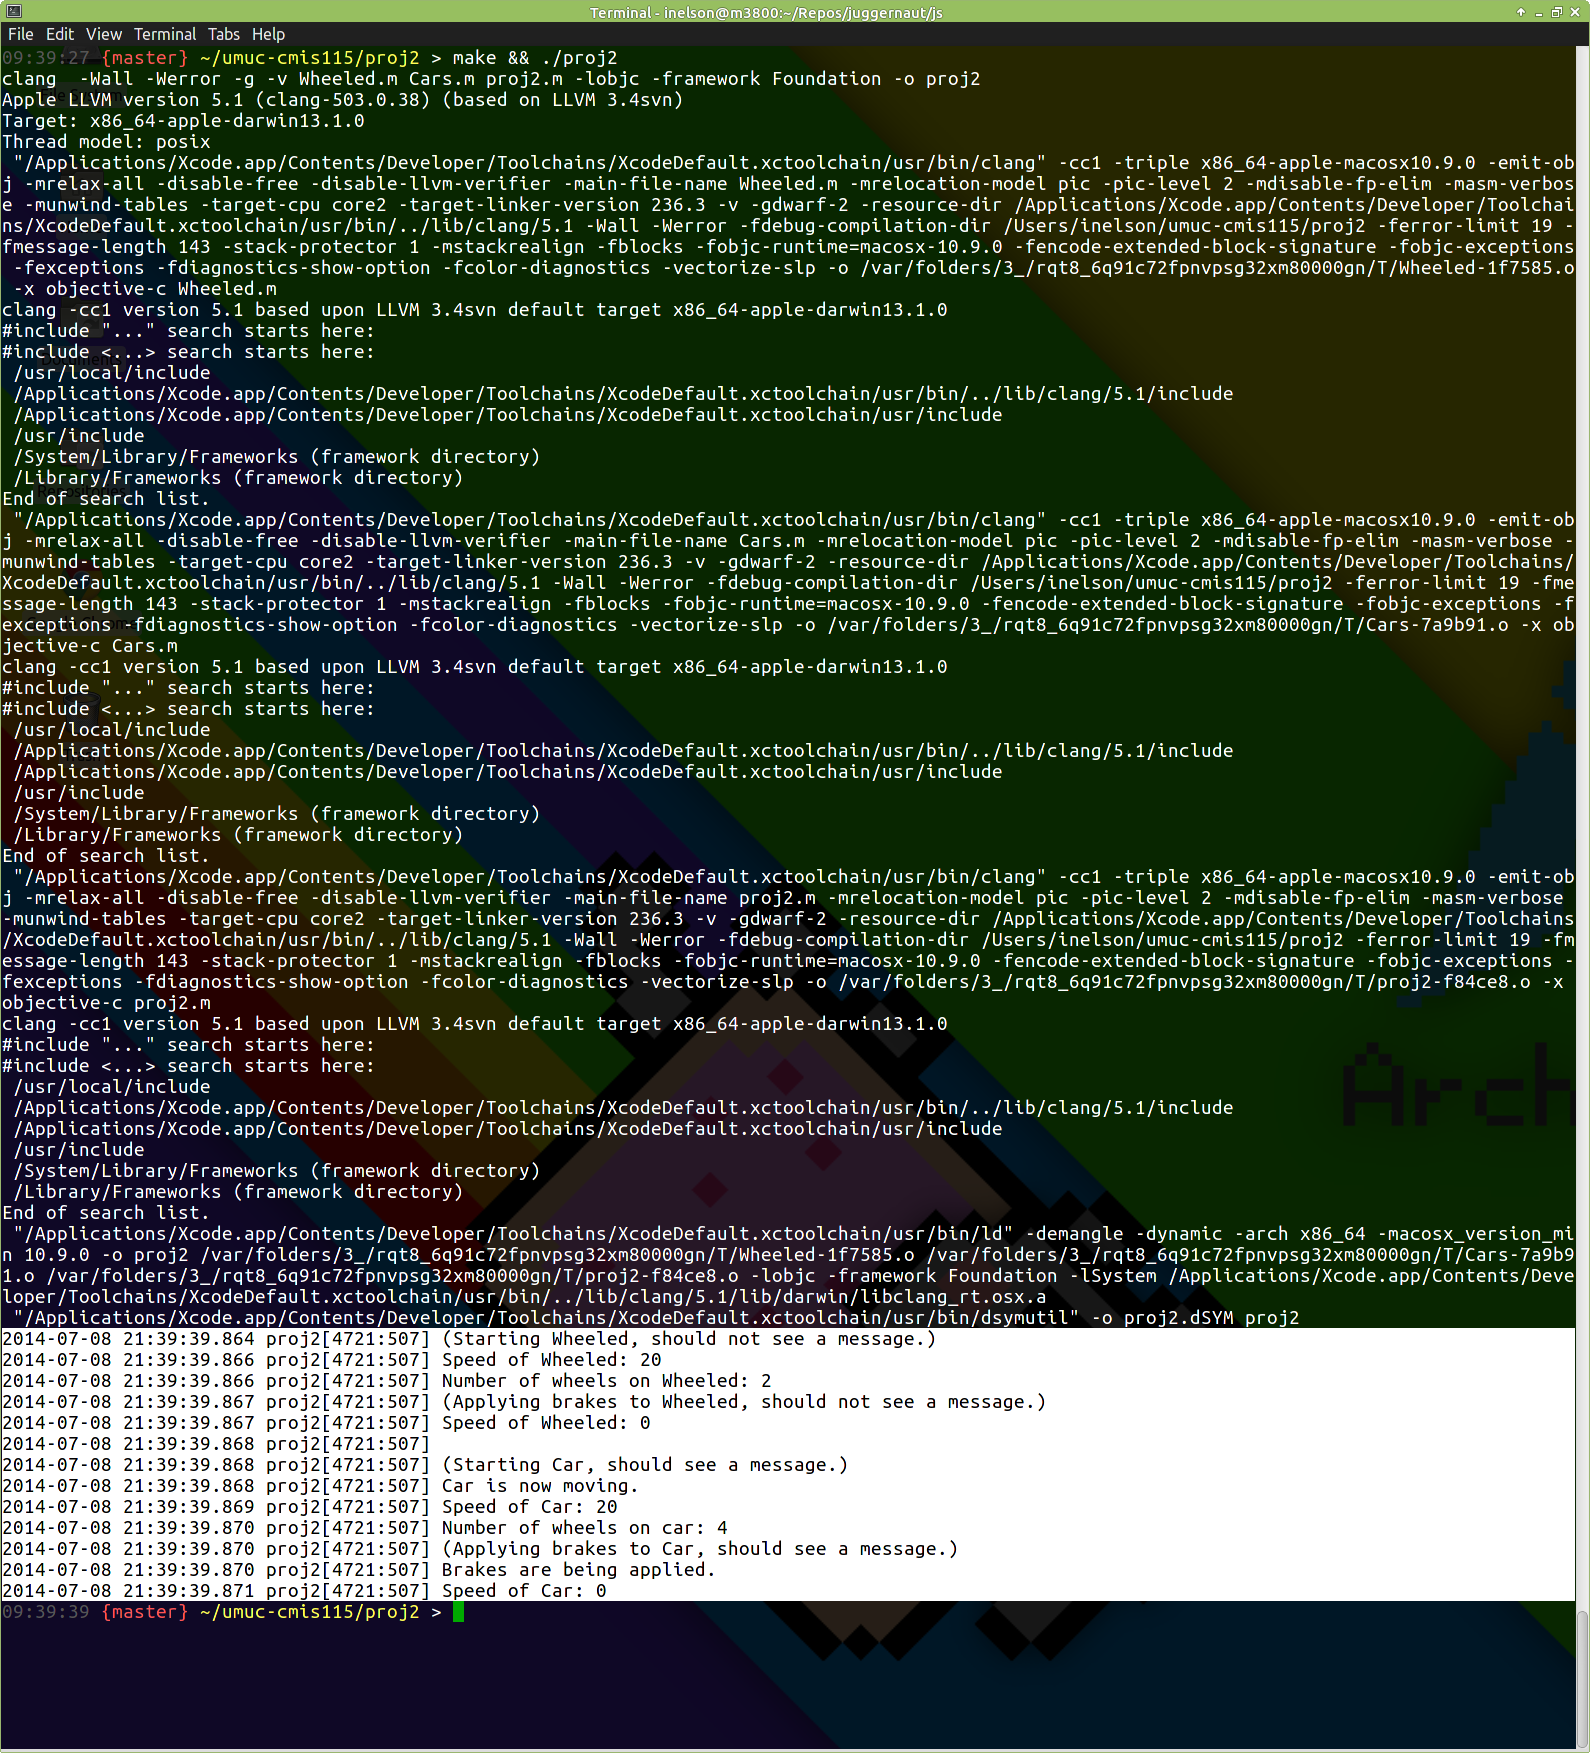 Terminal - inelson@m3800:~/Repos/juggernaut/js
File Edit View Terminal Tabs Help
09:39:27 {master} ~/umuc-cmis115/proj2 > make && ./proj2
clang  -Wall -Werror -g -v Wheeled.m Cars.m proj2.m -lobjc -framework Foundation -o proj2
Apple LLVM version 5.1 (clang-503.0.38) (based on LLVM 3.4svn)
Target: x86_64-apple-darwin13.1.0
Thread model: posix
 "/Applications/Xcode.app/Contents/Developer/Toolchains/XcodeDefault.xctoolchain/usr/bin/clang" -cc1 -triple x86_64-apple-macosx10.9.0 -emit-ob
j -mrelax-all -disable-free -disable-llvm-verifier -main-file-name Wheeled.m -mrelocation-model pic -pic-level 2 -mdisable-fp-elim -masm-verbos
e -munwind-tables -target-cpu core2 -target-linker-version 236.3 -v -gdwarf-2 -resource-dir /Applications/Xcode.app/Contents/Developer/Toolchai
ns/XcodeDefault.xctoolchain/usr/bin/../lib/clang/5.1 -Wall -Werror -fdebug-compilation-dir /Users/inelson/umuc-cmis115/proj2 -ferror-limit 19 -
fmessage-length 143 -stack-protector 1 -mstackrealign -fblocks -fobjc-runtime=macosx-10.9.0 -fencode-extended-block-signature -fobjc-exceptions
 -fexceptions -fdiagnostics-show-option -fcolor-diagnostics -vectorize-slp -o /var/folders/3_/rqt8_6q91c72fpnvpsg32xm80000gn/T/Wheeled-1f7585.o
 -x objective-c Wheeled.m
clang -cc1 version 5.1 based upon LLVM 3.4svn default target x86_64-apple-darwin13.1.0
#include "..." search starts here:
#include <...> search starts here:
 /usr/local/include
 /Applications/Xcode.app/Contents/Developer/Toolchains/XcodeDefault.xctoolchain/usr/bin/../lib/clang/5.1/include
 /Applications/Xcode.app/Contents/Developer/Toolchains/XcodeDefault.xctoolchain/usr/include
 /usr/include
 /System/Library/Frameworks (framework directory)
 /Library/Frameworks (framework directory)
End of search list.
 "/Applications/Xcode.app/Contents/Developer/Toolchains/XcodeDefault.xctoolchain/usr/bin/clang" -cc1 -triple x86_64-apple-macosx10.9.0 -emit-ob
j -mrelax-all -disable-free -disable-llvm-verifier -main-file-name Cars.m -mrelocation-model pic -pic-level 2 -mdisable-fp-elim -masm-verbose -
munwind-tables -target-cpu core2 -target-linker-version 236.3 -v -gdwarf-2 -resource-dir /Applications/Xcode.app/Contents/Developer/Toolchains/
XcodeDefault.xctoolchain/usr/bin/../lib/clang/5.1 -Wall -Werror -fdebug-compilation-dir /Users/inelson/umuc-cmis115/proj2 -ferror-limit 19 -fme
ssage-length 143 -stack-protector 1 -mstackrealign -fblocks -fobjc-runtime=macosx-10.9.0 -fencode-extended-block-signature -fobjc-exceptions -f
exceptions -fdiagnostics-show-option -fcolor-diagnostics -vectorize-slp -o /var/folders/3_/rqt8_6q91c72fpnvpsg32xm80000gn/T/Cars-7a9b91.o -x ob
jective-c Cars.m
clang -cc1 version 5.1 based upon LLVM 3.4svn default target x86_64-apple-darwin13.1.0
#include "..." search starts here:
#include <...> search starts here:
 /usr/local/include
 /Applications/Xcode.app/Contents/Developer/Toolchains/XcodeDefault.xctoolchain/usr/bin/../lib/clang/5.1/include
 /Applications/Xcode.app/Contents/Developer/Toolchains/XcodeDefault.xctoolchain/usr/include
 /usr/include
 /System/Library/Frameworks (framework directory)
 /Library/Frameworks (framework directory)
End of search list.
 "/Applications/Xcode.app/Contents/Developer/Toolchains/XcodeDefault.xctoolchain/usr/bin/clang" -cc1 -triple x86_64-apple-macosx10.9.0 -emit-ob
j -mrelax-all -disable-free -disable-llvm-verifier -main-file-name proj2.m -mrelocation-model pic -pic-level 2 -mdisable-fp-elim -masm-verbose
-munwind-tables -target-cpu core2 -target-linker-version 236.3 -v -gdwarf-2 -resource-dir /Applications/Xcode.app/Contents/Developer/Toolchains
/XcodeDefault.xctoolchain/usr/bin/../lib/clang/5.1 -Wall -Werror -fdebug-compilation-dir /Users/inelson/umuc-cmis115/proj2 -ferror-limit 19 -fm
essage-length 143 -stack-protector 1 -mstackrealign -fblocks -fobjc-runtime=macosx-10.9.0 -fencode-extended-block-signature -fobjc-exceptions -
fexceptions -fdiagnostics-show-option -fcolor-diagnostics -vectorize-slp -o /var/folders/3_/rqt8_6q91c72fpnvpsg32xm80000gn/T/proj2-f84ce8.o -x
objective-c proj2.m
clang -cc1 version 5.1 based upon LLVM 3.4svn default target x86_64-apple-darwin13.1.0
#include "..." search starts here:
#include <...> search starts here:
 /usr/local/include
 /Applications/Xcode.app/Contents/Developer/Toolchains/XcodeDefault.xctoolchain/usr/bin/../lib/clang/5.1/include
 /Applications/Xcode.app/Contents/Developer/Toolchains/XcodeDefault.xctoolchain/usr/include
 /usr/include
 /System/Library/Frameworks (framework directory)
 /Library/Frameworks (framework directory)
End of search list.
 "/Applications/Xcode.app/Contents/Developer/Toolchains/XcodeDefault.xctoolchain/usr/bin/ld" -demangle -dynamic -arch x86_64 -macosx_version_mi
n 10.9.0 -o proj2 /var/folders/3_/rqt8_6q91c72fpnvpsg32xm80000gn/T/Wheeled-1f7585.o /var/folders/3_/rqt8_6q91c72fpnvpsg32xm80000gn/T/Cars-7a9b9
1.o /var/folders/3_/rqt8_6q91c72fpnvpsg32xm80000gn/T/proj2-f84ce8.o -lobjc -framework Foundation -lSystem /Applications/Xcode.app/Contents/Deve
loper/Toolchains/XcodeDefault.xctoolchain/usr/bin/../lib/clang/5.1/lib/darwin/libclang_rt.osx.a
 "/Applications/Xcode.app/Contents/Developer/Toolchains/XcodeDefault.xctoolchain/usr/bin/dsymutil" -o proj2.dSYM proj2
2014-07-08 21:39:39.864 proj2[4721:507] (Starting Wheeled, should not see a message.)
2014-07-08 21:39:39.866 proj2[4721:507] Speed of Wheeled: 20
2014-07-08 21:39:39.866 proj2[4721:507] Number of wheels on Wheeled: 2
2014-07-08 21:39:39.867 proj2[4721:507] (Applying brakes to Wheeled, should not see a message.)
2014-07-08 21:39:39.867 proj2[4721:507] Speed of Wheeled: 0
2014-07-08 21:39:39.868 proj2[4721:507]
2014-07-08 21:39:39.868 proj2[4721:507] (Starting Car, should see a message.)
2014-07-08 21:39:39.868 proj2[4721:507] Car is now moving.
2014-07-08 21:39:39.869 proj2[4721:507] Speed of Car: 20
2014-07-08 21:39:39.870 proj2[4721:507] Number of wheels on car: 4
2014-07-08 21:39:39.870 proj2[4721:507] (Applying brakes to Car, should see a message.)
2014-07-08 21:39:39.870 proj2[4721:507] Brakes are being applied.
2014-07-08 21:39:39.871 proj2[4721:507] Speed of Car: 0
09:39:39 {master} ~/umuc-cmis115/proj2 >